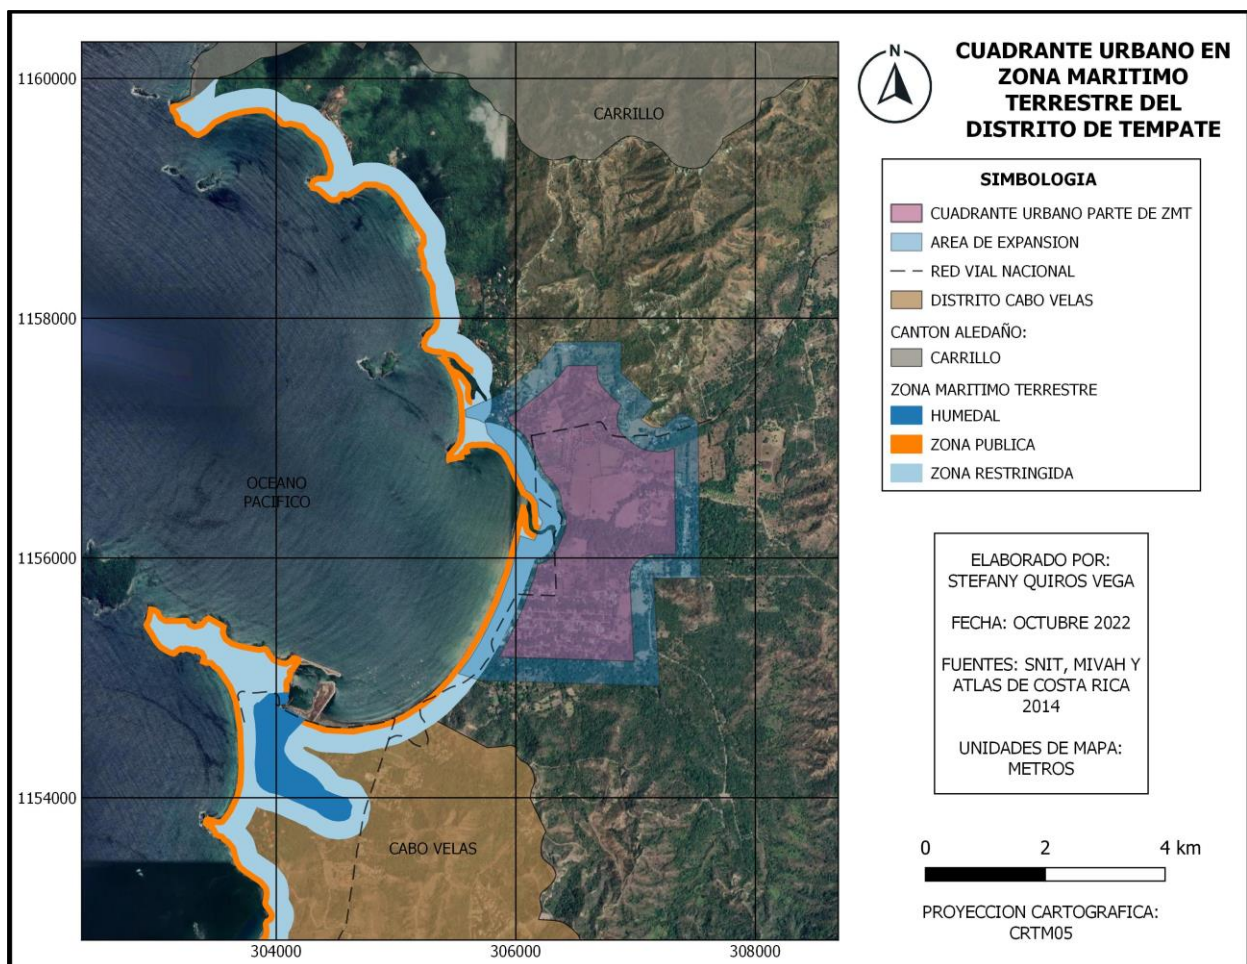 CUADRANTE URBANO EN
ZONA MARITIMO
TERRESTRE DEL
DISTRITO DE TEMPATE
N
SIMBOLOGIA
CUADRANTE URBANO PARTE DE ZMT
AREA DE EXPANSION
RED VIAL NACIONAL
DISTRITO CABO VELAS
CANTON ALEDAÑO:
CARRILLO
ZONA MARITIMO TERRESTRE
HUMEDAL
ZONA PUBLICA
ZONA RESTRINGIDA
ELABORADO POR:
STEFANY QUIROS VEGA
FECHA: OCTUBRE 2022
FUENTES: SNIT, MIVAH Y
ATLAS DE COSTA RICA
2014
UNIDADES DE MAPA:
METROS
0 2 4 km
PROYECCION CARTOGRAFICA:
CRTM05
1160000
1158000
1156000
1154000
304000 306000 308000
CARRILLO
OCEANO
PACIFICO
CABO VELAS